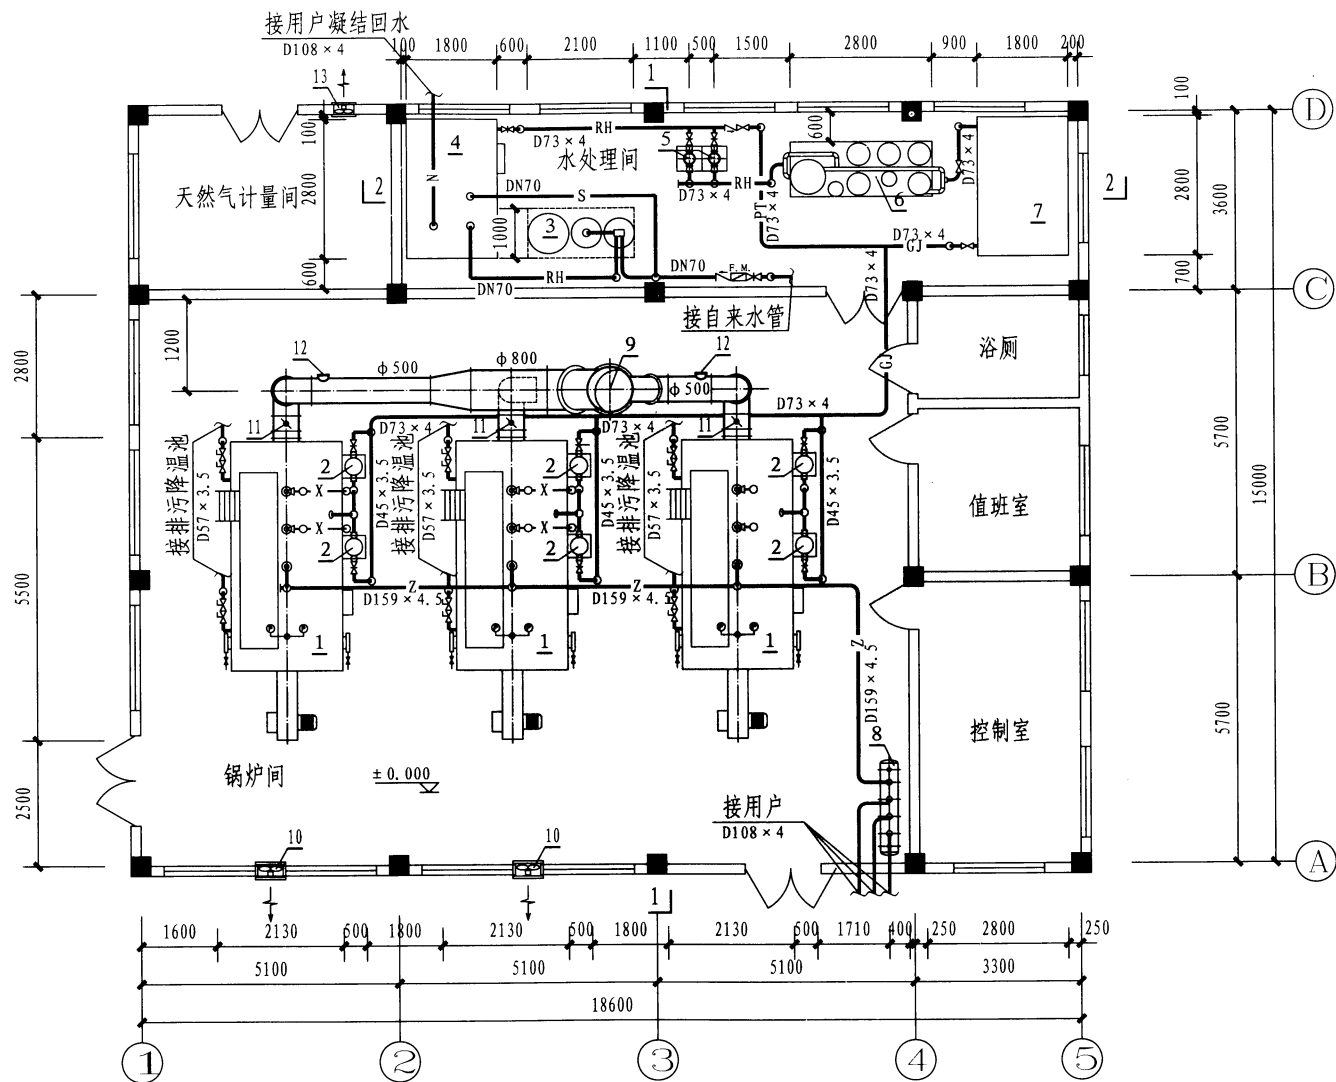 接用户凝结回水
D108×4
100 1800 600 2100 1100 500 1500 2800 900 1800 200
13
1
D
100
2800
600
4
RH
D73×4
水处理间
5
600
D73×4
100
天然气计量间
2
N
DN70
S
RH
D73×4
PT
D73×4
6
7
2
2800
3600
1000
3
D73×4
GJ
RH
DN70
DN70
F.M.
D73×4
700
C
接自来水管
15000
2800
1200
12
φ500
φ800
9
12
φ500
GJ
浴厕
D73×4
D73×4
D73×4
11
11
11
5700
接排污降温池
D57×3.5
2
X
X
2
D45×3.5
接排污降温池
D57×3.5
2
X
X
2
D45×3.5
接排污降温池
D57×3.5
2
2
D45×3.5
值班室
5500
Z
D159×4.5
Z
D159×4.5
B
1
1
1
Z
D159×4.5
8
控制室
5700
2500
锅炉间
±0.000
接用户
D108×4
10
10
A
1
1600 2130 500 1800 2130 500 1800 2130 500 1710 400 250 2800 250
5100 5100 5100 3300
18600
1 2 3 4 5